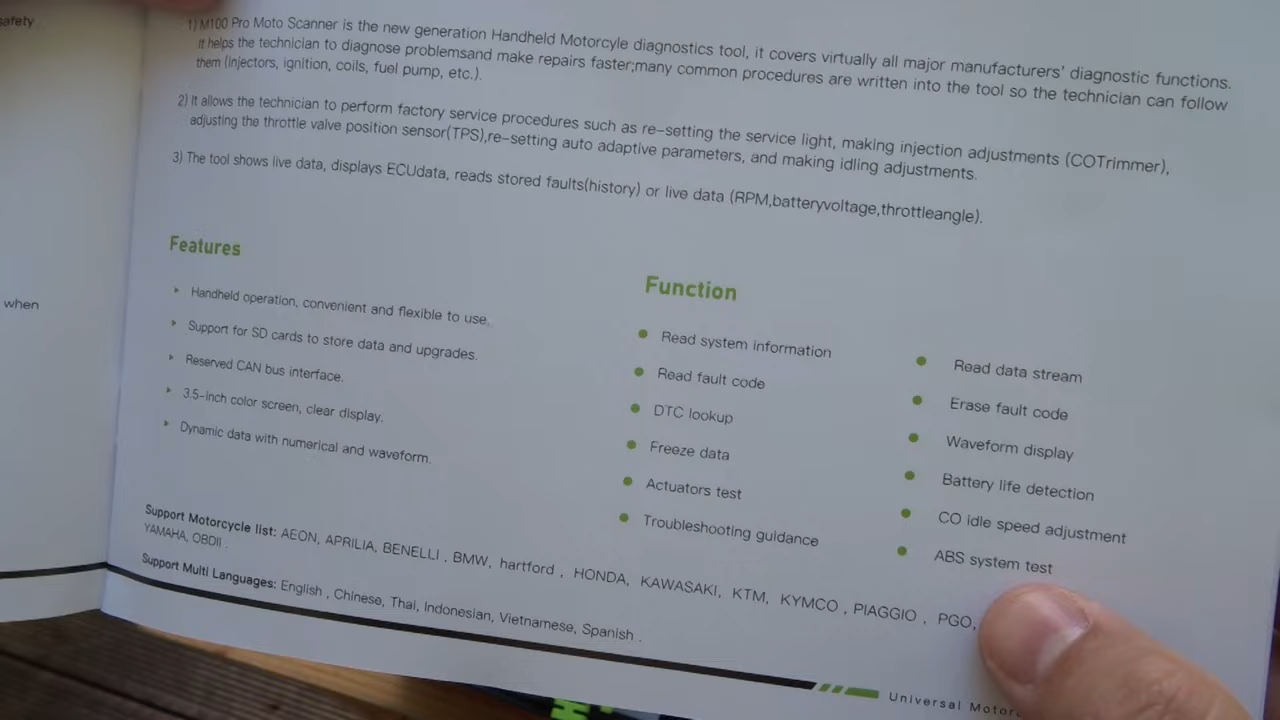 safety
when
1) M100 Pro Moto Scanner is the new generation Handheld Motorcyle diagnostics tool, it covers virtually all major manufacturers' diagnostic functions.
It helps the technician to diagnose problemsand make repairs faster;many common procedures are written into the tool so the technician can follow
them (Injectors, ignition, coils, fuel pump, etc.).
2) It allows the technician to perform factory service procedures such as re-setting the service light, making injection adjustments (COTrimmer),
adjusting the throttle valve position sensor(TPS),re-setting auto adaptive parameters, and making idling adjustments.
3) The tool shows live data, displays ECUdata, reads stored faults(history) or live data (RPM,batteryvoltage,throttleangle).
Features
Handheld operation, convenient and flexible to use.
Support for SD cards to store data and upgrades.
Reserved CAN bus interface.
3.5-inch color screen, clear display.
Dynamic data with numerical and waveform.
Function
Read system information
Read fault code
DTC lookup
Freeze data
Actuators test
Troubleshooting guidance
Read data stream
Erase fault code
Waveform display
Battery life detection
CO idle speed adjustment
ABS system test
Support Motorcycle list: AEON, APRILIA, BENELLI , BMW, hartford , HONDA, KAWASAKI, KTM, KYMCO , PIAGGIO , PGO,
YAMAHA, OBDII .
Support Multi Languages: English , Chinese, Thai, Indonesian, Vietnamese, Spanish .
Universal